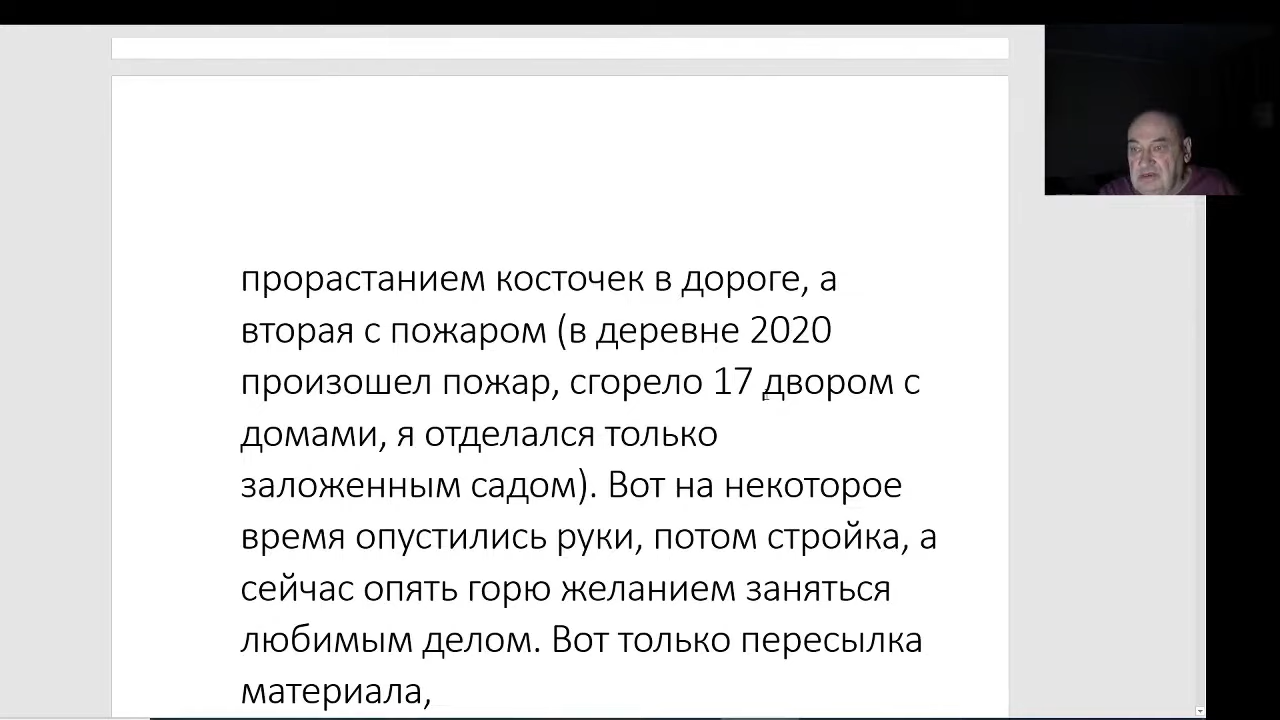 прорастанием косточек в дороге, а
вторая с пожаром (в деревне 2020
произошел пожар, сгорело 17 двором с
домами, я отделался только
заложенным садом). Вот на некоторое
время опустились руки, потом стройка, а
сейчас опять горю желанием заняться
любимым делом. Вот только пересылка
материала,